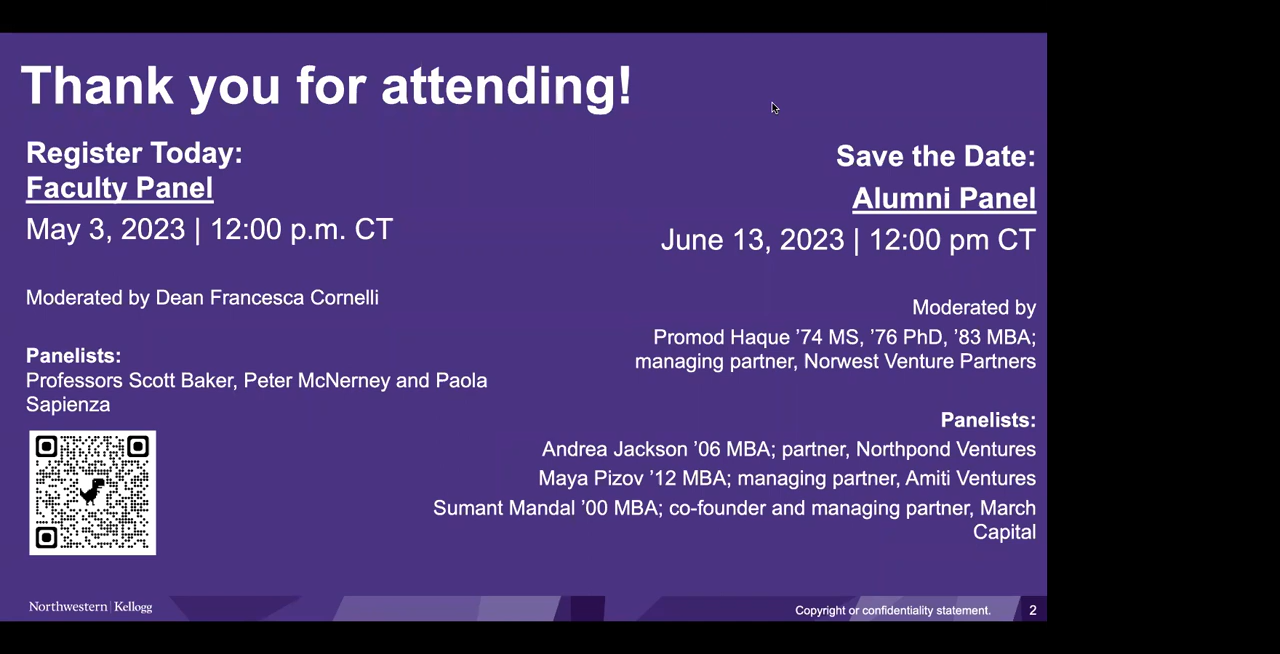 Thank you for attending!
Register Today:
Faculty Panel
May 3, 2023 | 12:00 p.m. CT
Moderated by Dean Francesca Cornelli
Panelists:
Professors Scott Baker, Peter McNerney and Paola
Sapienza
Save the Date:
Alumni Panel
June 13, 2023 | 12:00 pm CT
Moderated by
Promod Haque ’74 MS, ’76 PhD, ’83 MBA;
managing partner, Norwest Venture Partners
Panelists:
Andrea Jackson ’06 MBA; partner, Northpond Ventures
Maya Pizov ’12 MBA; managing partner, Amiti Ventures
Sumant Mandal ’00 MBA; co-founder and managing partner, March
Capital
Northwestern | Kellogg
Copyright or confidentiality statement. 2